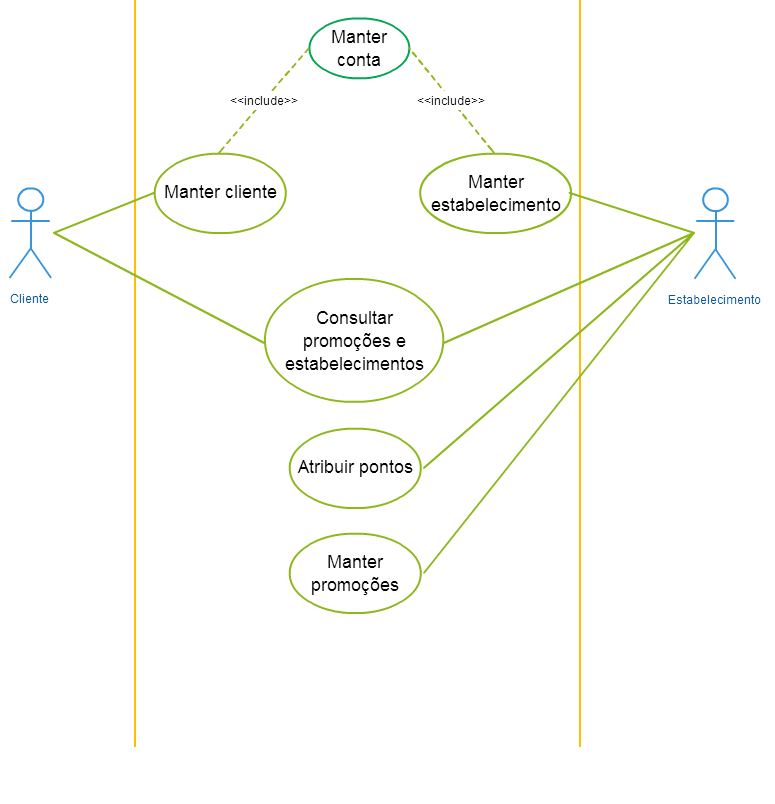 Manter
conta
<<include>>
<<include>>
Manter cliente
Manter
estabelecimento
Cliente
Estabelecimento
Consultar
promoções e
estabelecimentos
Atribuir pontos
Manter
promoções